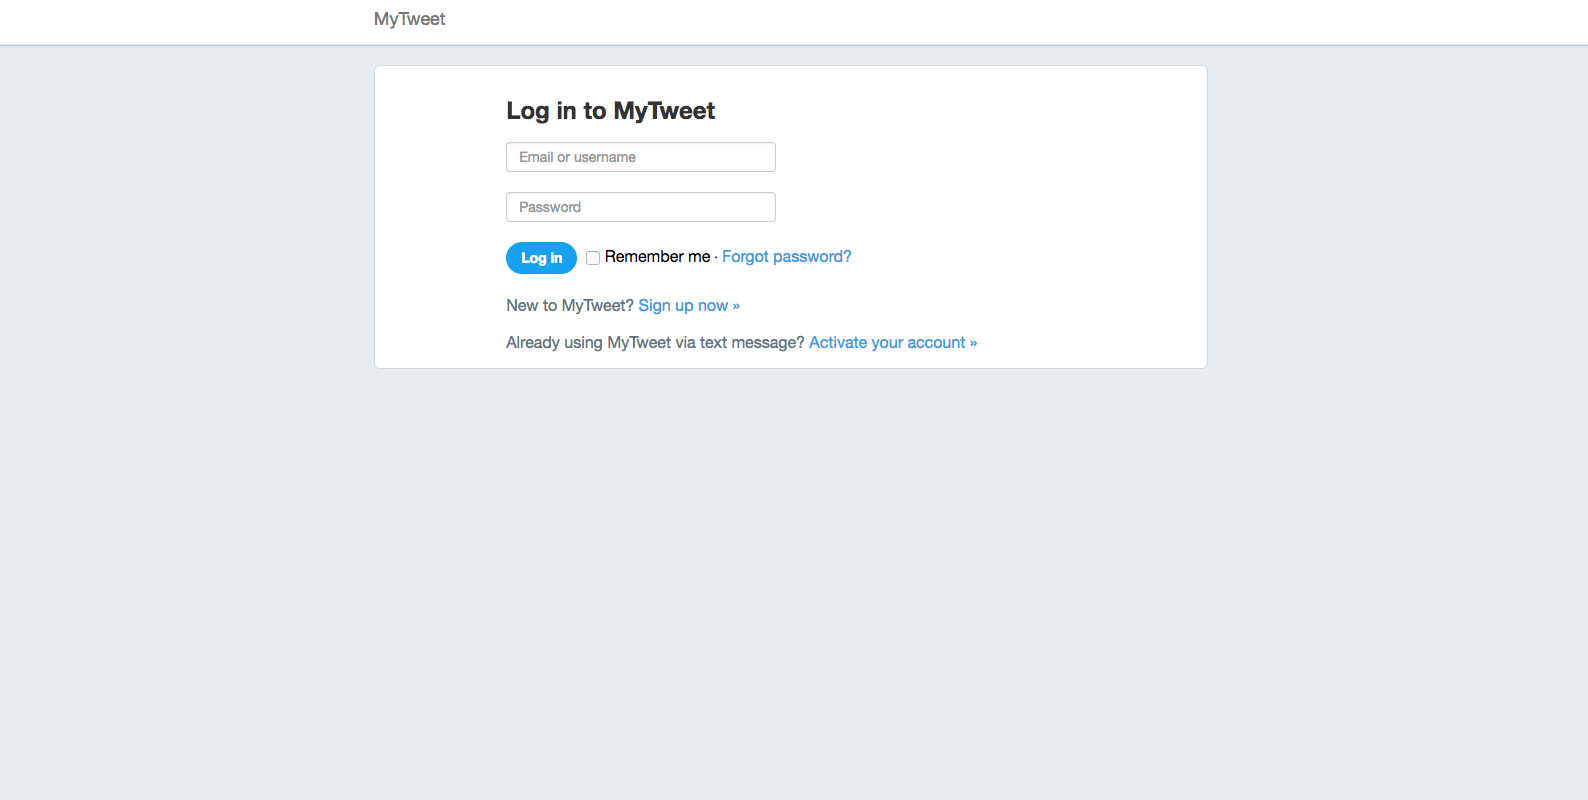 MyTweet
Log in to MyTweet
Email or username
Password
Log in Remember me · Forgot password?
New to MyTweet? Sign up now »
Already using MyTweet via text message? Activate your account »